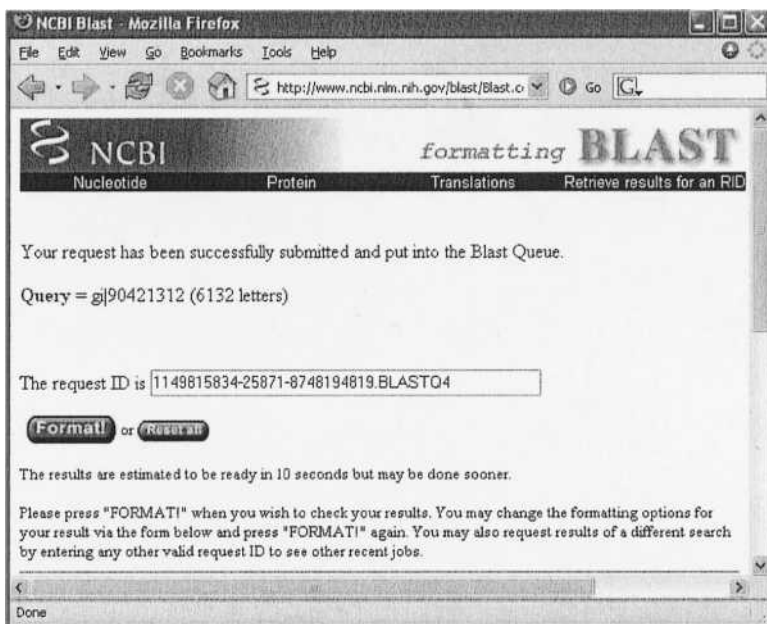 NCBI Blast - Mozilla Firefox
File Edit View Go Bookmarks Tools Help
http://www.ncbi.nlm.nih.gov/blast/Blast.c Go G
NCBI formatting BLAST
Nucleotide Protein Translations Retrieve results for an RID
Your request has been successfully submitted and put into the Blast Queue.
Query = gi|90421312 (6132 letters)
The request ID is 1149815834-25871-8748194819.BLASTQ4
Format! or Reset all
The results are estimated to be ready in 10 seconds but may be done sooner.
Please press "FORMAT!" when you wish to check your results. You may change the formatting options for
your result via the form below and press "FORMAT!" again. You may also request results of a different search
by entering any other valid request ID to see other recent jobs.
Done